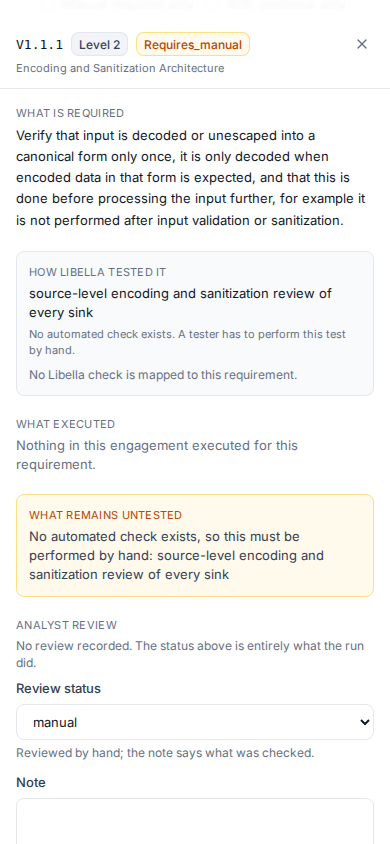 V1.1.1 Level 2 Requires_manual
Encoding and Sanitization Architecture
WHAT IS REQUIRED
Verify that input is decoded or unescaped into a
canonical form only once, it is only decoded when
encoded data in that form is expected, and that this is
done before processing the input further, for example it
is not performed after input validation or sanitization.
HOW LIBELLA TESTED IT
source-level encoding and sanitization review of
every sink
No automated check exists. A tester has to perform this test
by hand.
No Libella check is mapped to this requirement.
WHAT EXECUTED
Nothing in this engagement executed for this
requirement.
WHAT REMAINS UNTESTED
No automated check exists, so this must be
performed by hand: source-level encoding and
sanitization review of every sink
ANALYST REVIEW
No review recorded. The status above is entirely what the run
did.
Review status
manual
Reviewed by hand; the note says what was checked.
Note